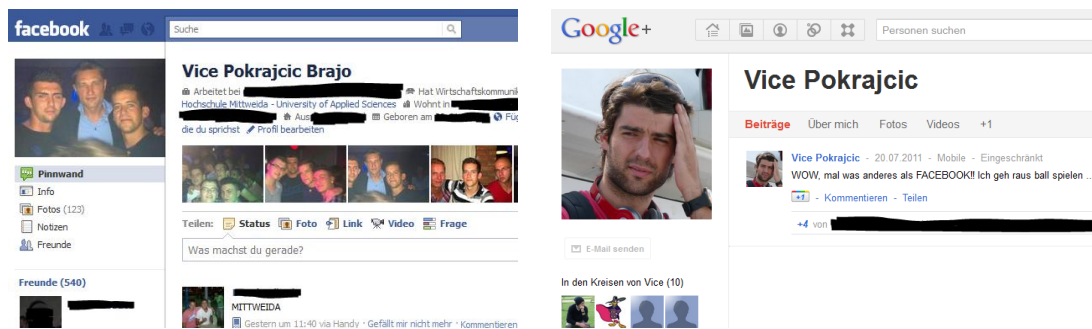 facebook
Suche
Vice Pokrajcic Brajo
Arbeitet bei
Hat Wirtschaftskommunik
Hochschule Mittweida - University of Applied Sciences
Wohnt in
Aus
Geboren am
Füg
die du sprichst
Profil bearbeiten
Pinnwand
Info
Fotos (123)
Notizen
Freunde
Freunde (540)
Teilen: Status Foto Link Video Frage
Was machst du gerade?
MITTWEIDA
Gestern um 11:40 via Handy · Gefällt mir nicht mehr · Kommentieren
Google+
Personen suchen
Vice Pokrajcic
Beiträge Über mich Fotos Videos +1
Vice Pokrajcic - 20.07.2011 - Mobile - Eingeschränkt
WOW, mal was anderes als FACEBOOK!! Ich geh raus ball spielen ...
+1 - Kommentieren - Teilen
+4 von
E-Mail senden
In den Kreisen von Vice (10)